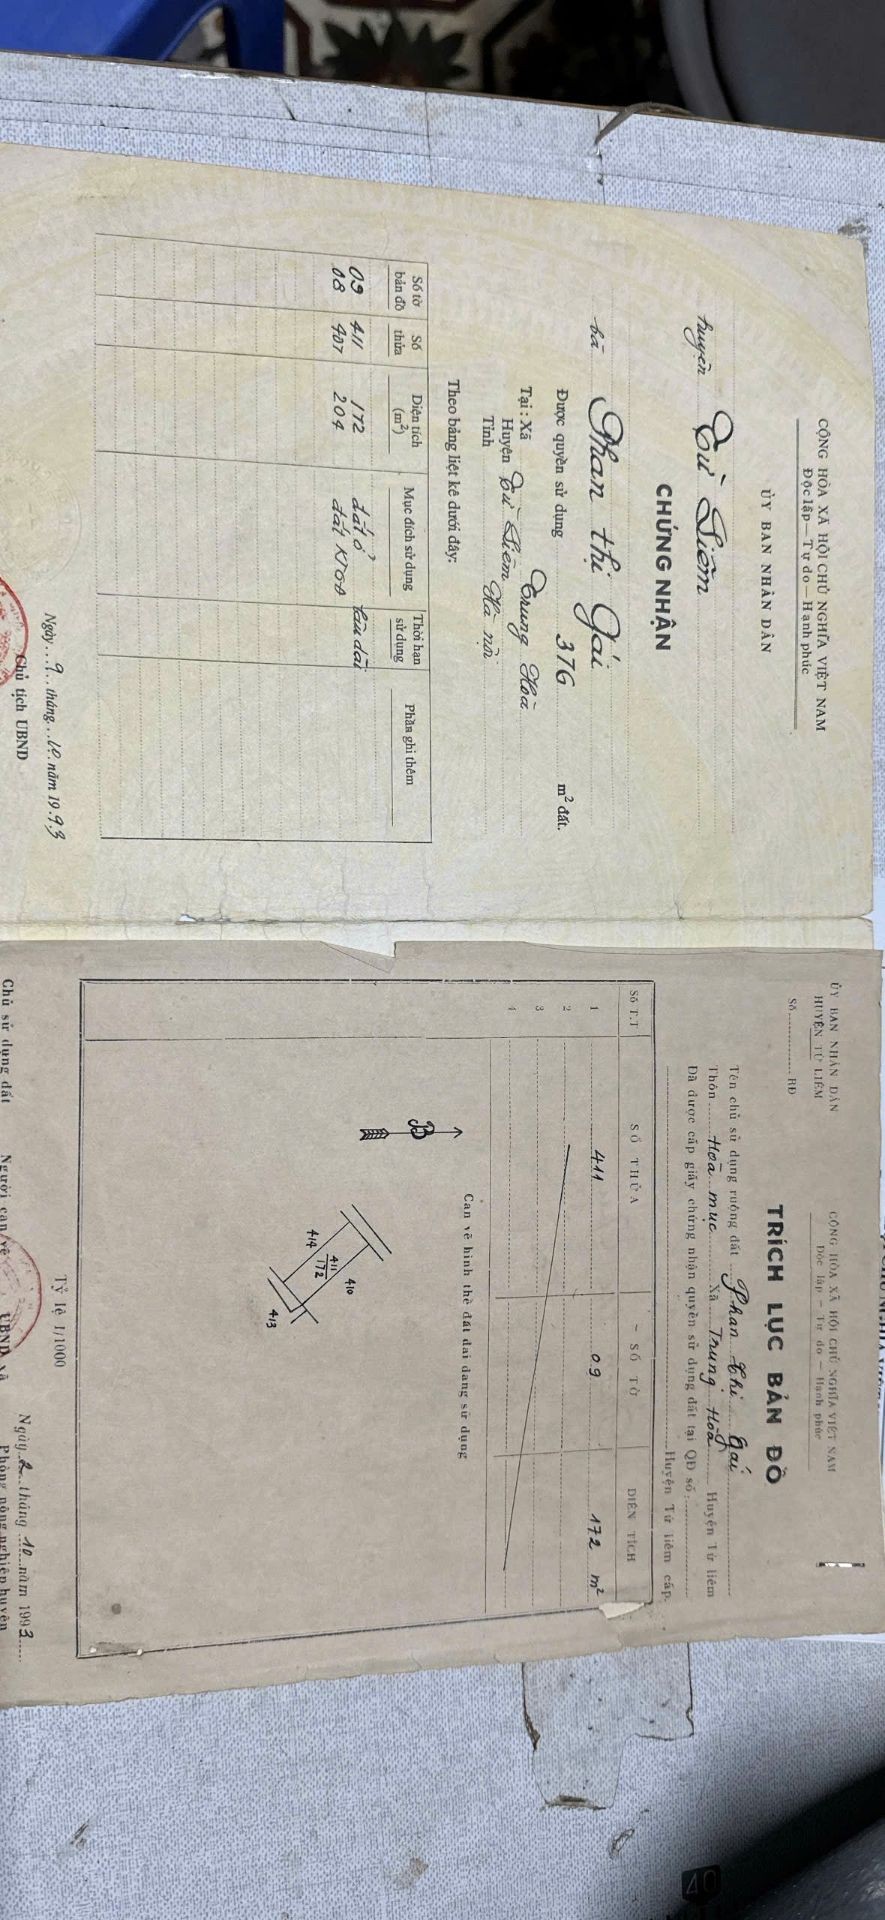 CỘNG HÒA XÃ HỘI CHỦ NGHĨA VIỆT NAM
Độc lập — Tự do — Hạnh phúc
ỦY BAN NHÂN DÂN
huyện Từ Liêm
CHỨNG NHẬN
bà Phan thị Gái
Được quyền sử dụng 376 m² đất.
Tại : Xã Trung Hòa
Huyện Từ Liêm
Tỉnh Hà nội
Theo bảng liệt kê dưới đây:
Số tờ bản đồ Số thửa Diện tích (m²) Mục đích sử dụng Thời hạn sử dụng Phần ghi thêm
09 411 172 đất ở lâu dài
08 407 204 đất
Ngày 9 tháng 10 năm 1993
Chủ tịch UBND
ỦY BAN NHÂN DÂN
HUYỆN TỪ LIÊM
Số RĐ
CỘNG HÒA XÃ HỘI CHỦ NGHĨA VIỆT NAM
Độc lập — Tự do — Hạnh phúc
TRÍCH LỤC BẢN ĐỒ
Tên chủ sử dụng ruộng đất Phan thị Gái
Thôn Hoà mục Xã Trung Hoà Huyện Từ liêm
Đã được cấp giấy chứng nhận quyền sử dụng đất tại QĐ số :
Huyện Từ liêm cấp.
Số T.T SỐ THỬA SỐ TỜ DIỆN TÍCH
1 411 09 172 m²
2
3
4
Can vẽ hình thể đất đai đang sử dụng
B
410
411
172
414
413
Tỷ lệ 1/1000
Ngày 2 tháng 10 năm 1993
Chủ sử dụng đất Người can vẽ UBND xã Phòng nông nghiệp huyện